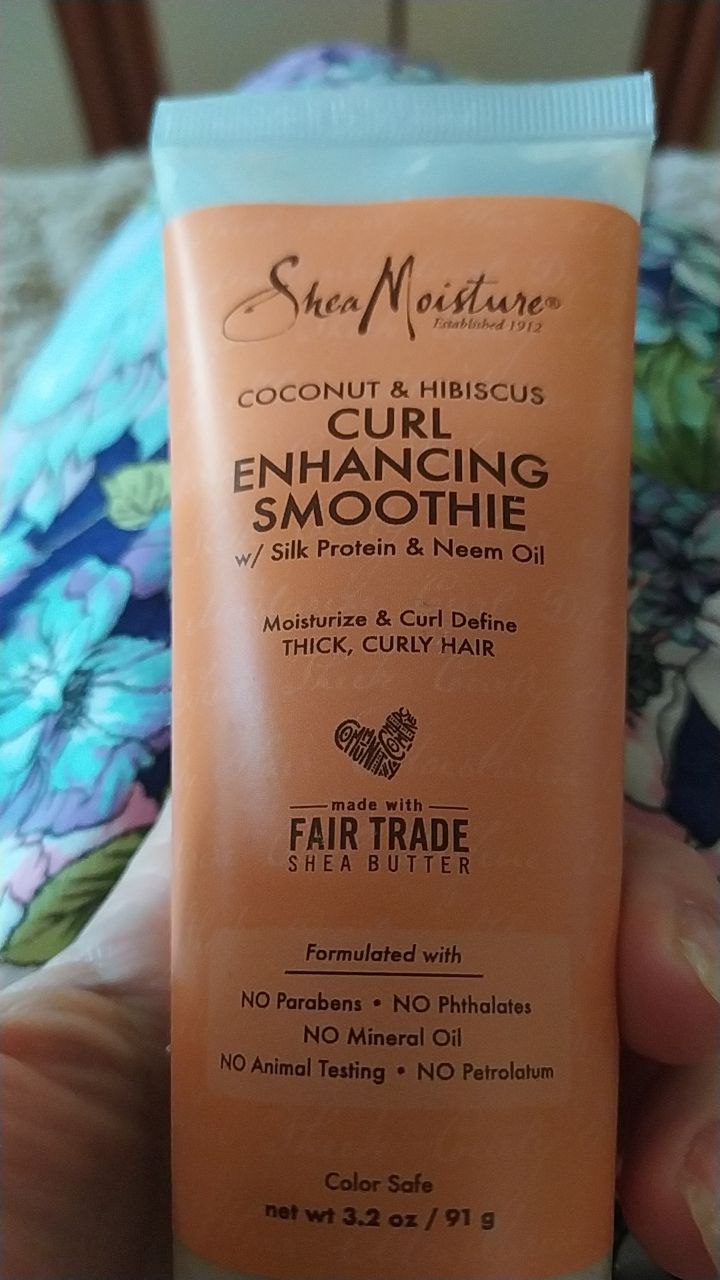 SheaMoisture®
Established 1912
COCONUT & HIBISCUS
CURL
ENHANCING
SMOOTHIE
w/ Silk Protein & Neem Oil
Moisturize & Curl Define
THICK, CURLY HAIR
made with
FAIR TRADE
SHEA BUTTER
Formulated with
NO Parabens • NO Phthalates
NO Mineral Oil
NO Animal Testing • NO Petrolatum
Color Safe
net wt 3.2 oz / 91 g